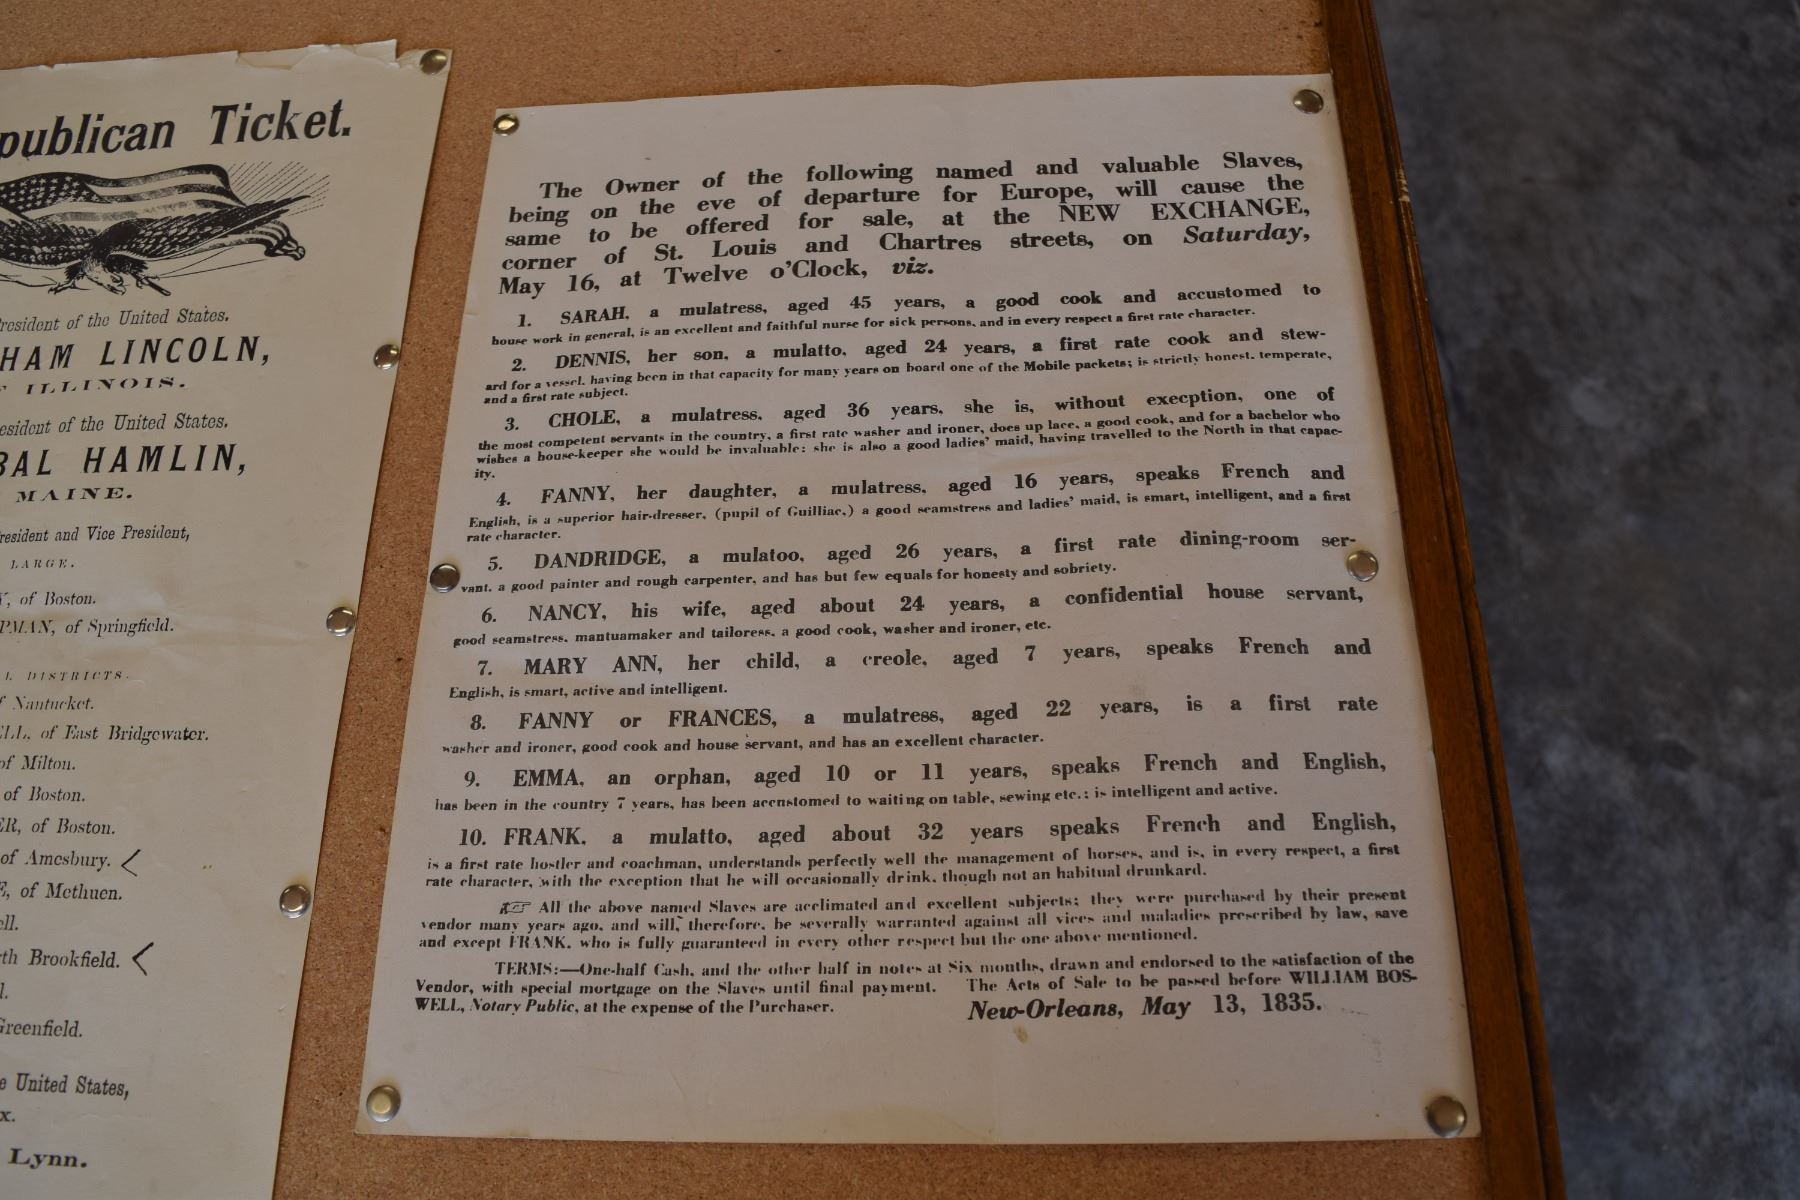 publican Ticket.
President of the United States.
HAM LINCOLN,
ILLINOIS.
esident of the United States.
BAL HAMLIN,
MAINE.
resident and Vice President,
LARGE.
, of Boston.
PMAN, of Springfield.
DISTRICTS.
Nantucket.
ELL, of East Bridgewater.
of Milton.
of Boston.
ER, of Boston.
of Amesbury.
E, of Methuen.
ell.
rth Brookfield.
l.
Greenfield.
e United States,
x.
Lynn.
The Owner of the following named and valuable Slaves,
being on the eve of departure for Europe, will cause the
same to be offered for sale, at the NEW EXCHANGE,
corner of St. Louis and Chartres streets, on Saturday,
May 16, at Twelve o'Clock, viz.
1. SARAH, a mulatress, aged 45 years, a good cook and accustomed to
house work in general, is an excellent and faithful nurse for sick persons, and in every respect a first rate character.
2. DENNIS, her son, a mulatto, aged 24 years, a first rate cook and stew-
ard for a vessel, having been in that capacity for many years on board one of the Mobile packets; is strictly honest, temperate,
and a first rate subject.
3. CHOLE, a mulatress, aged 36 years, she is, without execption, one of
the most competent servants in the country, a first rate washer and ironer, does up lace, a good cook, and for a bachelor who
wishes a house-keeper she would be invaluable; she is also a good ladies' maid, having travelled to the North in that capac-
ity.
4. FANNY, her daughter, a mulatress, aged 16 years, speaks French and
English, is a superior hair-dresser, (pupil of Guilliac,) a good seamstress and ladies' maid, is smart, intelligent, and a first
rate character.
5. DANDRIDGE, a mulatoo, aged 26 years, a first rate dining-room ser-
vant, a good painter and rough carpenter, and has but few equals for honesty and sobriety.
6. NANCY, his wife, aged about 24 years, a confidential house servant,
good seamstress, mantuamaker and tailoress, a good cook, washer and ironer, etc.
7. MARY ANN, her child, a creole, aged 7 years, speaks French and
English, is smart, active and intelligent.
8. FANNY or FRANCES, a mulatress, aged 22 years, is a first rate
washer and ironer, good cook and house servant, and has an excellent character.
9. EMMA, an orphan, aged 10 or 11 years, speaks French and English,
has been in the country 7 years, has been accnstomed to waiting on table, sewing etc.; is intelligent and active.
10. FRANK, a mulatto, aged about 32 years speaks French and English,
is a first rate hostler and coachman, understands perfectly well the management of horses, and is, in every respect, a first
rate character, with the exception that he will occasionally drink, though not an habitual drunkard.
☞ All the above named Slaves are acclimated and excellent subjects; they were purchased by their present
vendor many years ago, and will, therefore, be severally warranted against all vices and maladies prescribed by law, save
and except FRANK, who is fully guaranteed in every other respect but the one above mentioned.
TERMS:—One-half Cash, and the other half in notes at Six months, drawn and endorsed to the satisfaction of the
Vendor, with special mortgage on the Slaves until final payment. The Acts of Sale to be passed before WILLIAM BOS-
WELL, Notary Public, at the expense of the Purchaser.
New-Orleans, May 13, 1835.